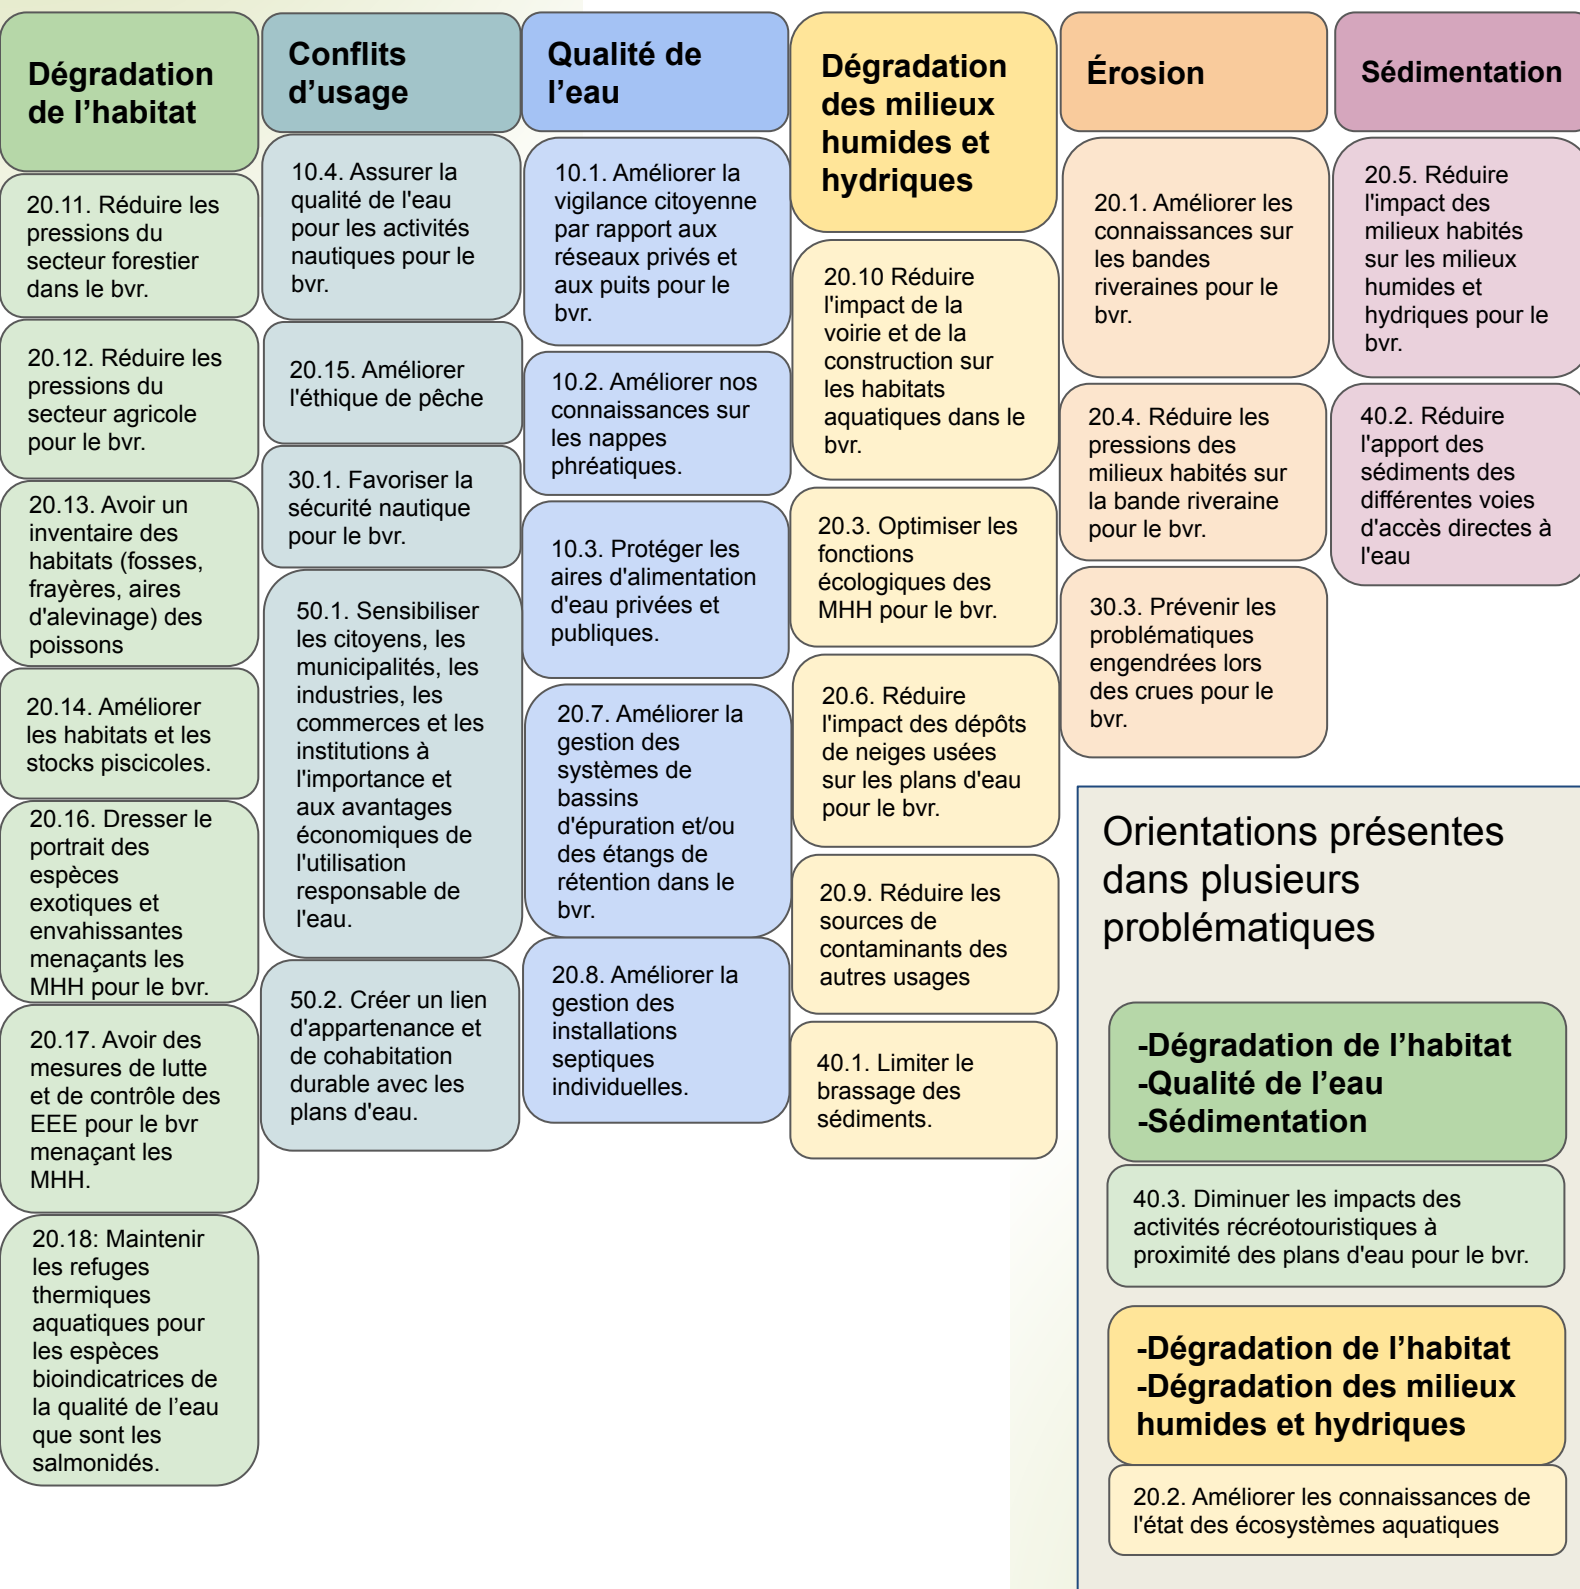 Dégradation
de l’habitat
20.11. Réduire les
pressions du
secteur forestier
dans le bvr.
20.12. Réduire les
pressions du
secteur agricole
pour le bvr.
20.13. Avoir un
inventaire des
habitats (fosses,
frayères, aires
d'alevinage) des
poissons
20.14. Améliorer
les habitats et les
stocks piscicoles.
20.16. Dresser le
portrait des
espèces
exotiques et
envahissantes
menaçants les
MHH pour le bvr.
20.17. Avoir des
mesures de lutte
et de contrôle des
EEE pour le bvr
menaçant les
MHH.
20.18: Maintenir
les refuges
thermiques
aquatiques pour
les espèces
bioindicatrices de
la qualité de l’eau
que sont les
salmonidés.
Conflits
d’usage
10.4. Assurer la
qualité de l'eau
pour les activités
nautiques pour le
bvr.
20.15. Améliorer
l'éthique de pêche
30.1. Favoriser la
sécurité nautique
pour le bvr.
50.1. Sensibiliser
les citoyens, les
municipalités, les
industries, les
commerces et les
institutions à
l'importance et
aux avantages
économiques de
l'utilisation
responsable de
l'eau.
50.2. Créer un lien
d'appartenance et
de cohabitation
durable avec les
plans d'eau.
Qualité de
l’eau
10.1. Améliorer la
vigilance citoyenne
par rapport aux
réseaux privés et
aux puits pour le
bvr.
10.2. Améliorer nos
connaissances sur
les nappes
phréatiques.
10.3. Protéger les
aires d'alimentation
d'eau privées et
publiques.
20.7. Améliorer la
gestion des
systèmes de
bassins
d'épuration et/ou
des étangs de
rétention dans le
bvr.
20.8. Améliorer la
gestion des
installations
septiques
individuelles.
Dégradation
des milieux
humides et
hydriques
20.10 Réduire
l'impact de la
voirie et de la
construction sur
les habitats
aquatiques dans le
bvr.
20.3. Optimiser les
fonctions
écologiques des
MHH pour le bvr.
20.6. Réduire
l'impact des dépôts
de neiges usées
sur les plans d'eau
pour le bvr.
20.9. Réduire les
sources de
contaminants des
autres usages
40.1. Limiter le
brassage des
sédiments.
Érosion
20.1. Améliorer les
connaissances sur
les bandes
riveraines pour le
bvr.
20.4. Réduire les
pressions des
milieux habités sur
la bande riveraine
pour le bvr.
30.3. Prévenir les
problématiques
engendrées lors
des crues pour le
bvr.
Sédimentation
20.5. Réduire
l'impact des
milieux habités
sur les milieux
humides et
hydriques pour le
bvr.
40.2. Réduire
l'apport des
sédiments des
différentes voies
d'accès directes à
l'eau
Orientations présentes
dans plusieurs
problématiques
-Dégradation de l’habitat
-Qualité de l’eau
-Sédimentation
40.3. Diminuer les impacts des
activités récréotouristiques à
proximité des plans d'eau pour le bvr.
-Dégradation de l’habitat
-Dégradation des milieux
humides et hydriques
20.2. Améliorer les connaissances de
l'état des écosystèmes aquatiques